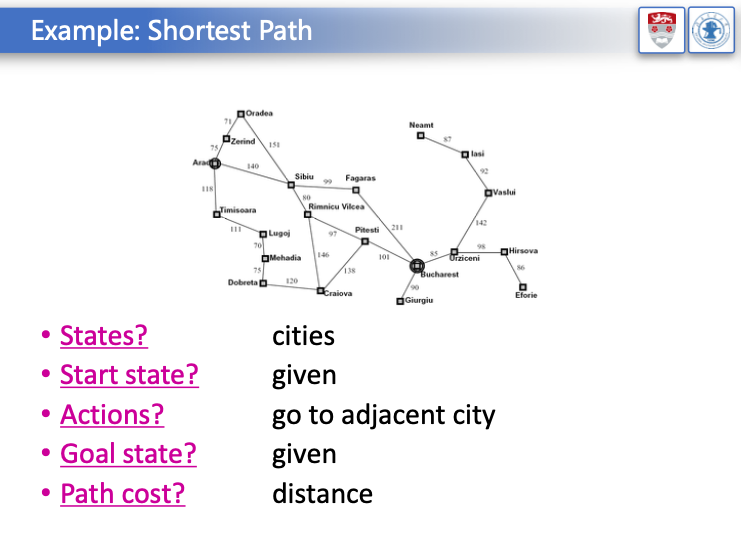 Example: Shortest Path
Oradea
71
Neamt
Zerind
87
75
151
Iasi
Arad
140
92
Sibiu
99
Fagaras
118
Vaslui
80
Timisoara
Rimnicu Vilcea
142
111
Lugoj
97
Pitesti
211
70
98
Hirsova
146
85
Mehadia
101
Urziceni
75
138
86
120
Bucharest
Dobreta
90
Craiova
Eforie
Giurgiu
• States? cities
• Start state? given
• Actions? go to adjacent city
• Goal state? given
• Path cost? distance